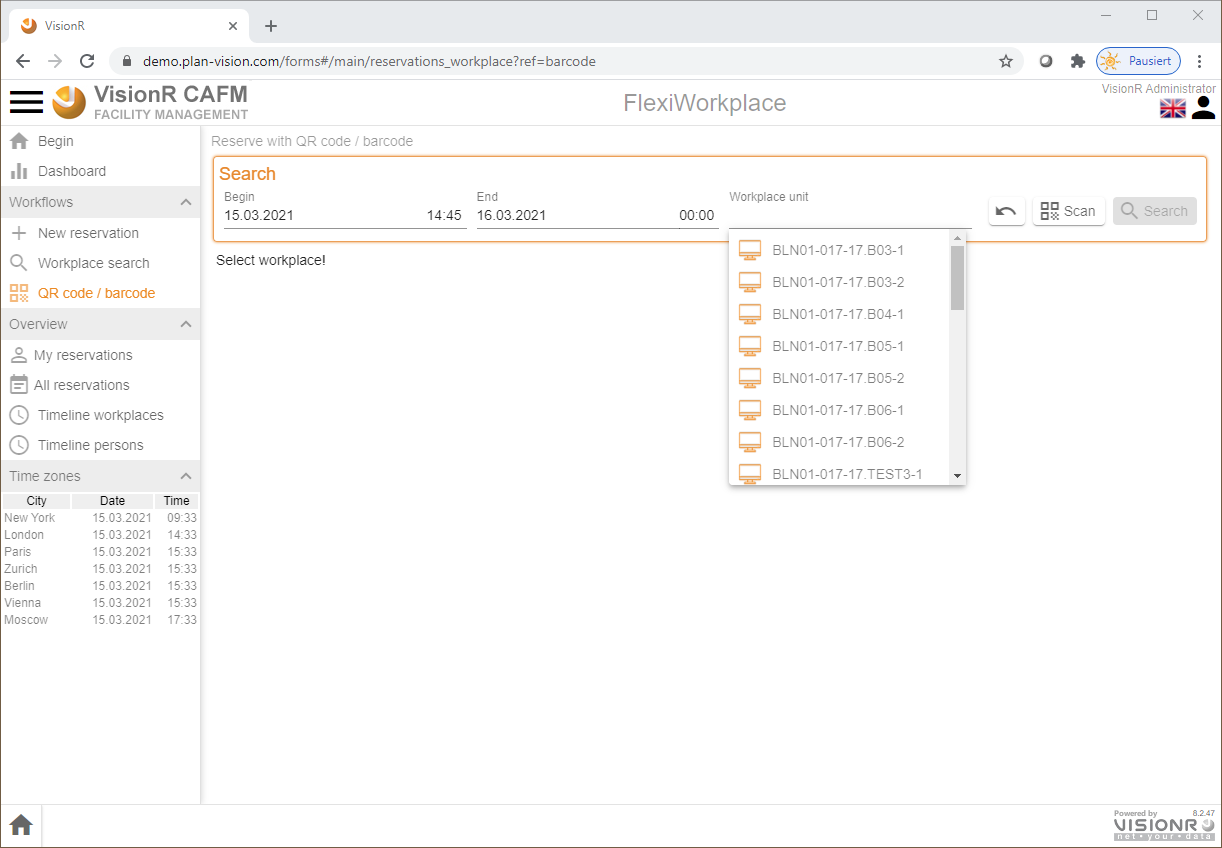 VisionR
demo.plan-vision.com/forms#/main/reservations_workplace?ref=barcode
Pausiert
VisionR CAFM
FACILITY MANAGEMENT
FlexiWorkplace
VisionR Administrator
Begin
Dashboard
Workflows
New reservation
Workplace search
QR code / barcode
Overview
My reservations
All reservations
Timeline workplaces
Timeline persons
Time zones
City Date Time
New York 15.03.2021 09:33
London 15.03.2021 14:33
Paris 15.03.2021 15:33
Zurich 15.03.2021 15:33
Berlin 15.03.2021 15:33
Vienna 15.03.2021 15:33
Moscow 15.03.2021 17:33
Reserve with QR code / barcode
Search
Begin End Workplace unit
15.03.2021 14:45 16.03.2021 00:00
Scan Search
Select workplace!
BLN01-017-17.B03-1
BLN01-017-17.B03-2
BLN01-017-17.B04-1
BLN01-017-17.B05-1
BLN01-017-17.B05-2
BLN01-017-17.B06-1
BLN01-017-17.B06-2
BLN01-017-17.TEST3-1
Powered by 8.2.47
VISIONR
net•your•data